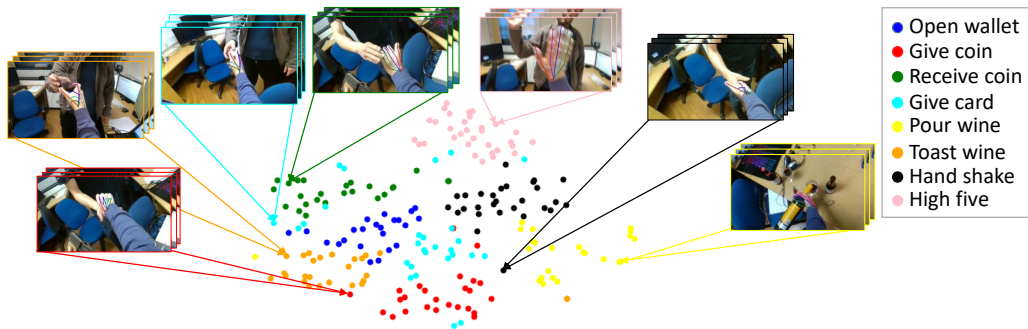 Open wallet
Give coin
Receive coin
Give card
Pour wine
Toast wine
Hand shake
High five